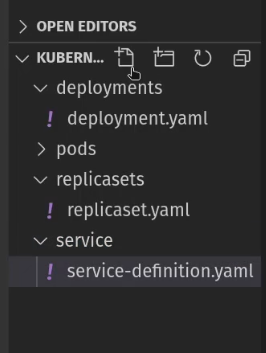 OPEN EDITORS
KUBERN...
deployments
! deployment.yaml
pods
replicasets
! replicaset.yaml
service
! service-definition.yaml